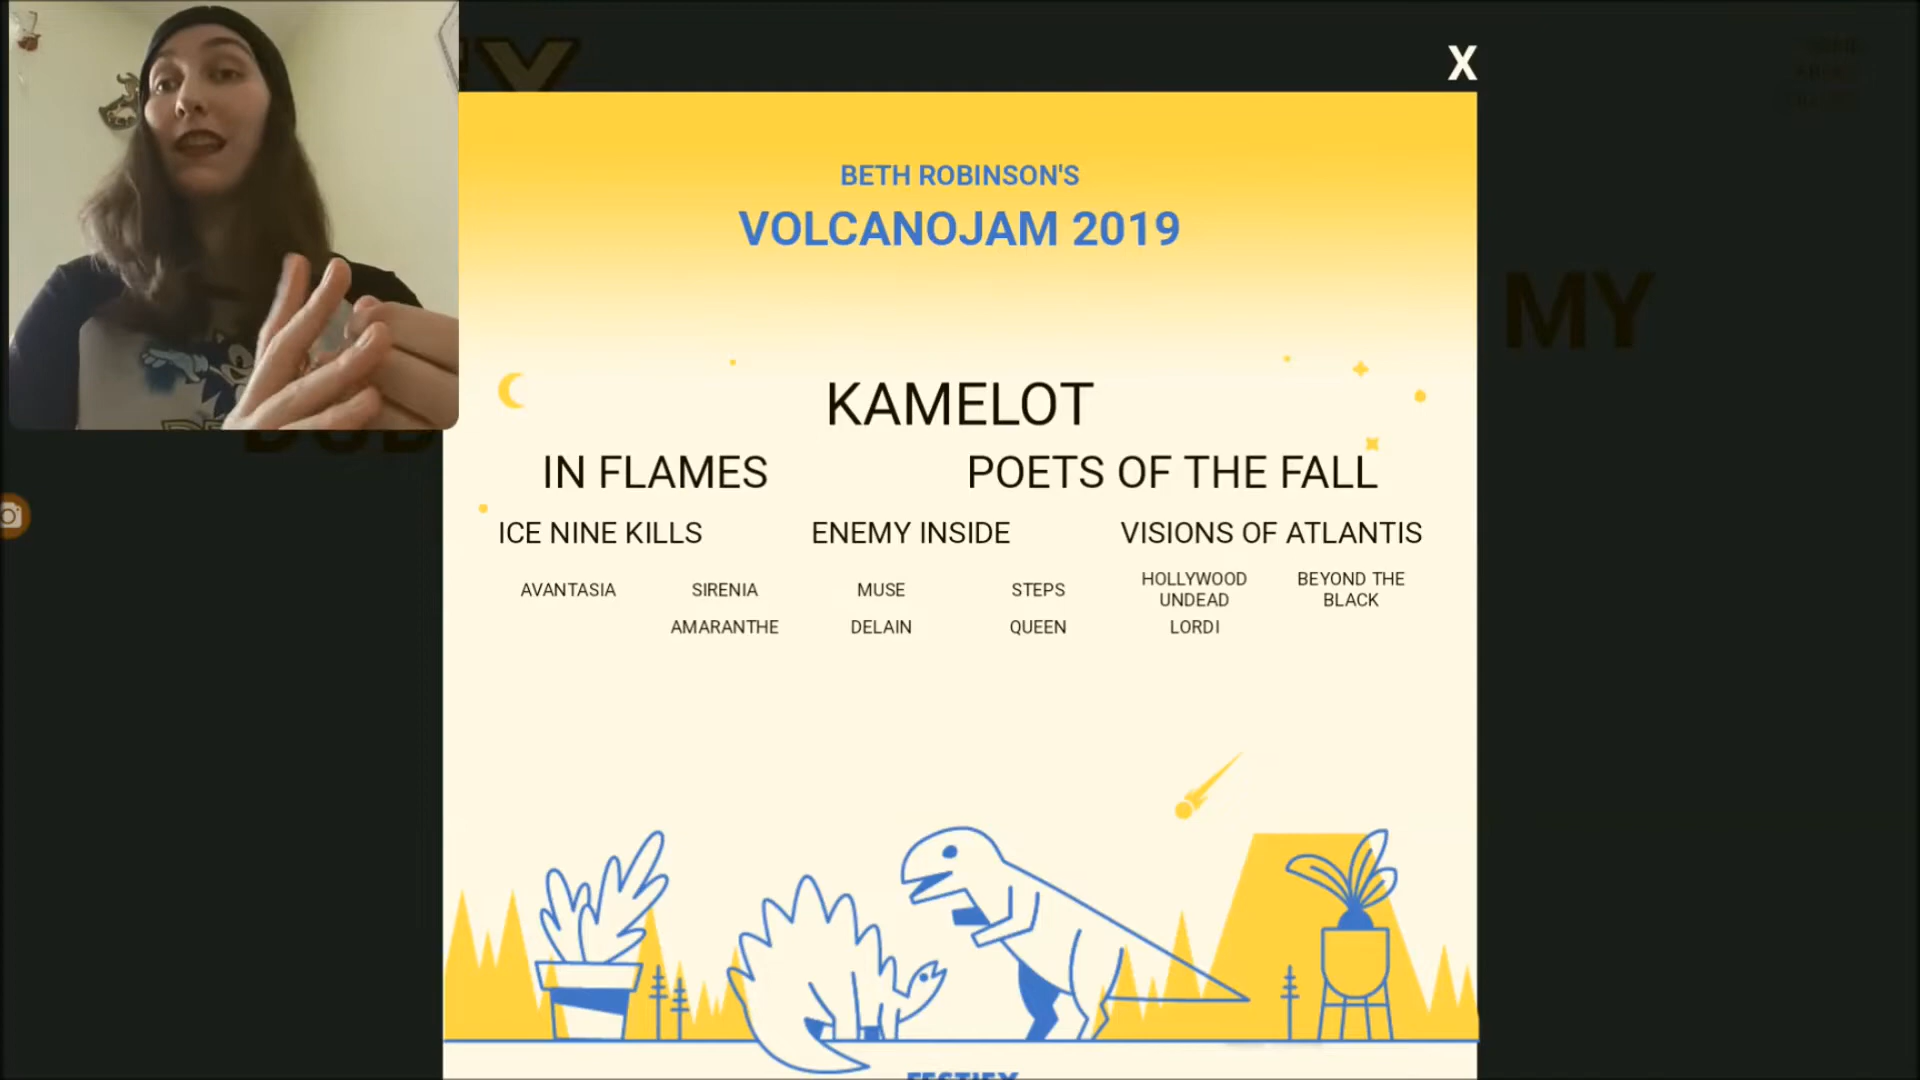 X
BETH ROBINSON'S
VOLCANOJAM 2019
MY
KAMELOT
IN FLAMES POETS OF THE FALL
ICE NINE KILLS ENEMY INSIDE VISIONS OF ATLANTIS
AVANTASIA SIRENIA MUSE STEPS HOLLYWOOD UNDEAD BEYOND THE BLACK
AMARANTHE DELAIN QUEEN LORDI
FESTIFY